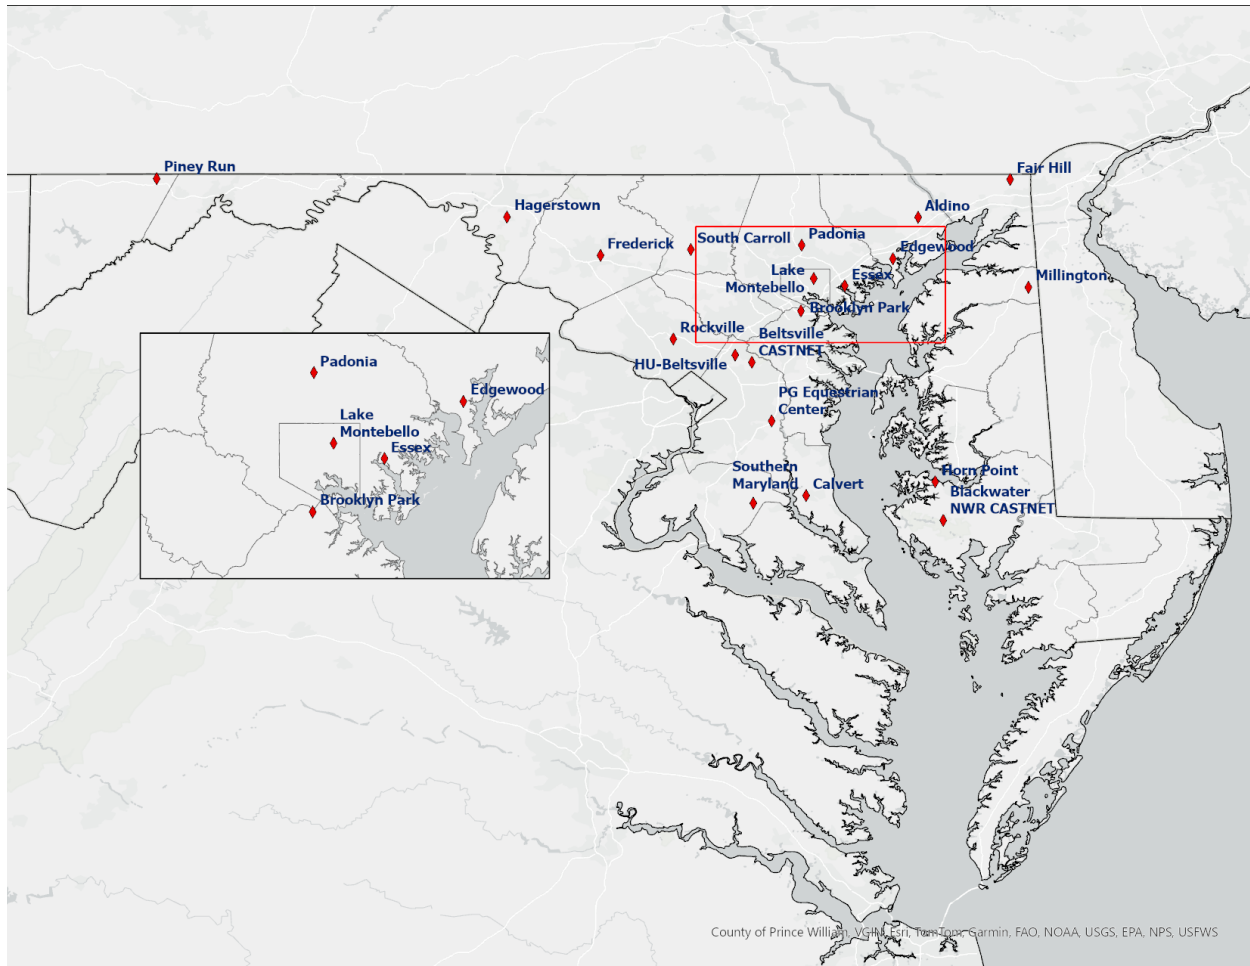 Piney Run
Fair Hill
Hagerstown
Aldino
South Carroll
Padonia
Frederick
Edgewood
Lake
Montebello
Essex
Millington
Brooklyn Park
Rockville
Beltsville
CASTNET
HU-Beltsville
PG Equestrian
Center
Southern
Maryland
Calvert
Horn Point
Blackwater
NWR CASTNET
Padonia
Edgewood
Lake
Montebello
Essex
Brooklyn Park
County of Prince William, VGIN, Esri, TomTom, Garmin, FAO, NOAA, USGS, EPA, NPS, USFWS